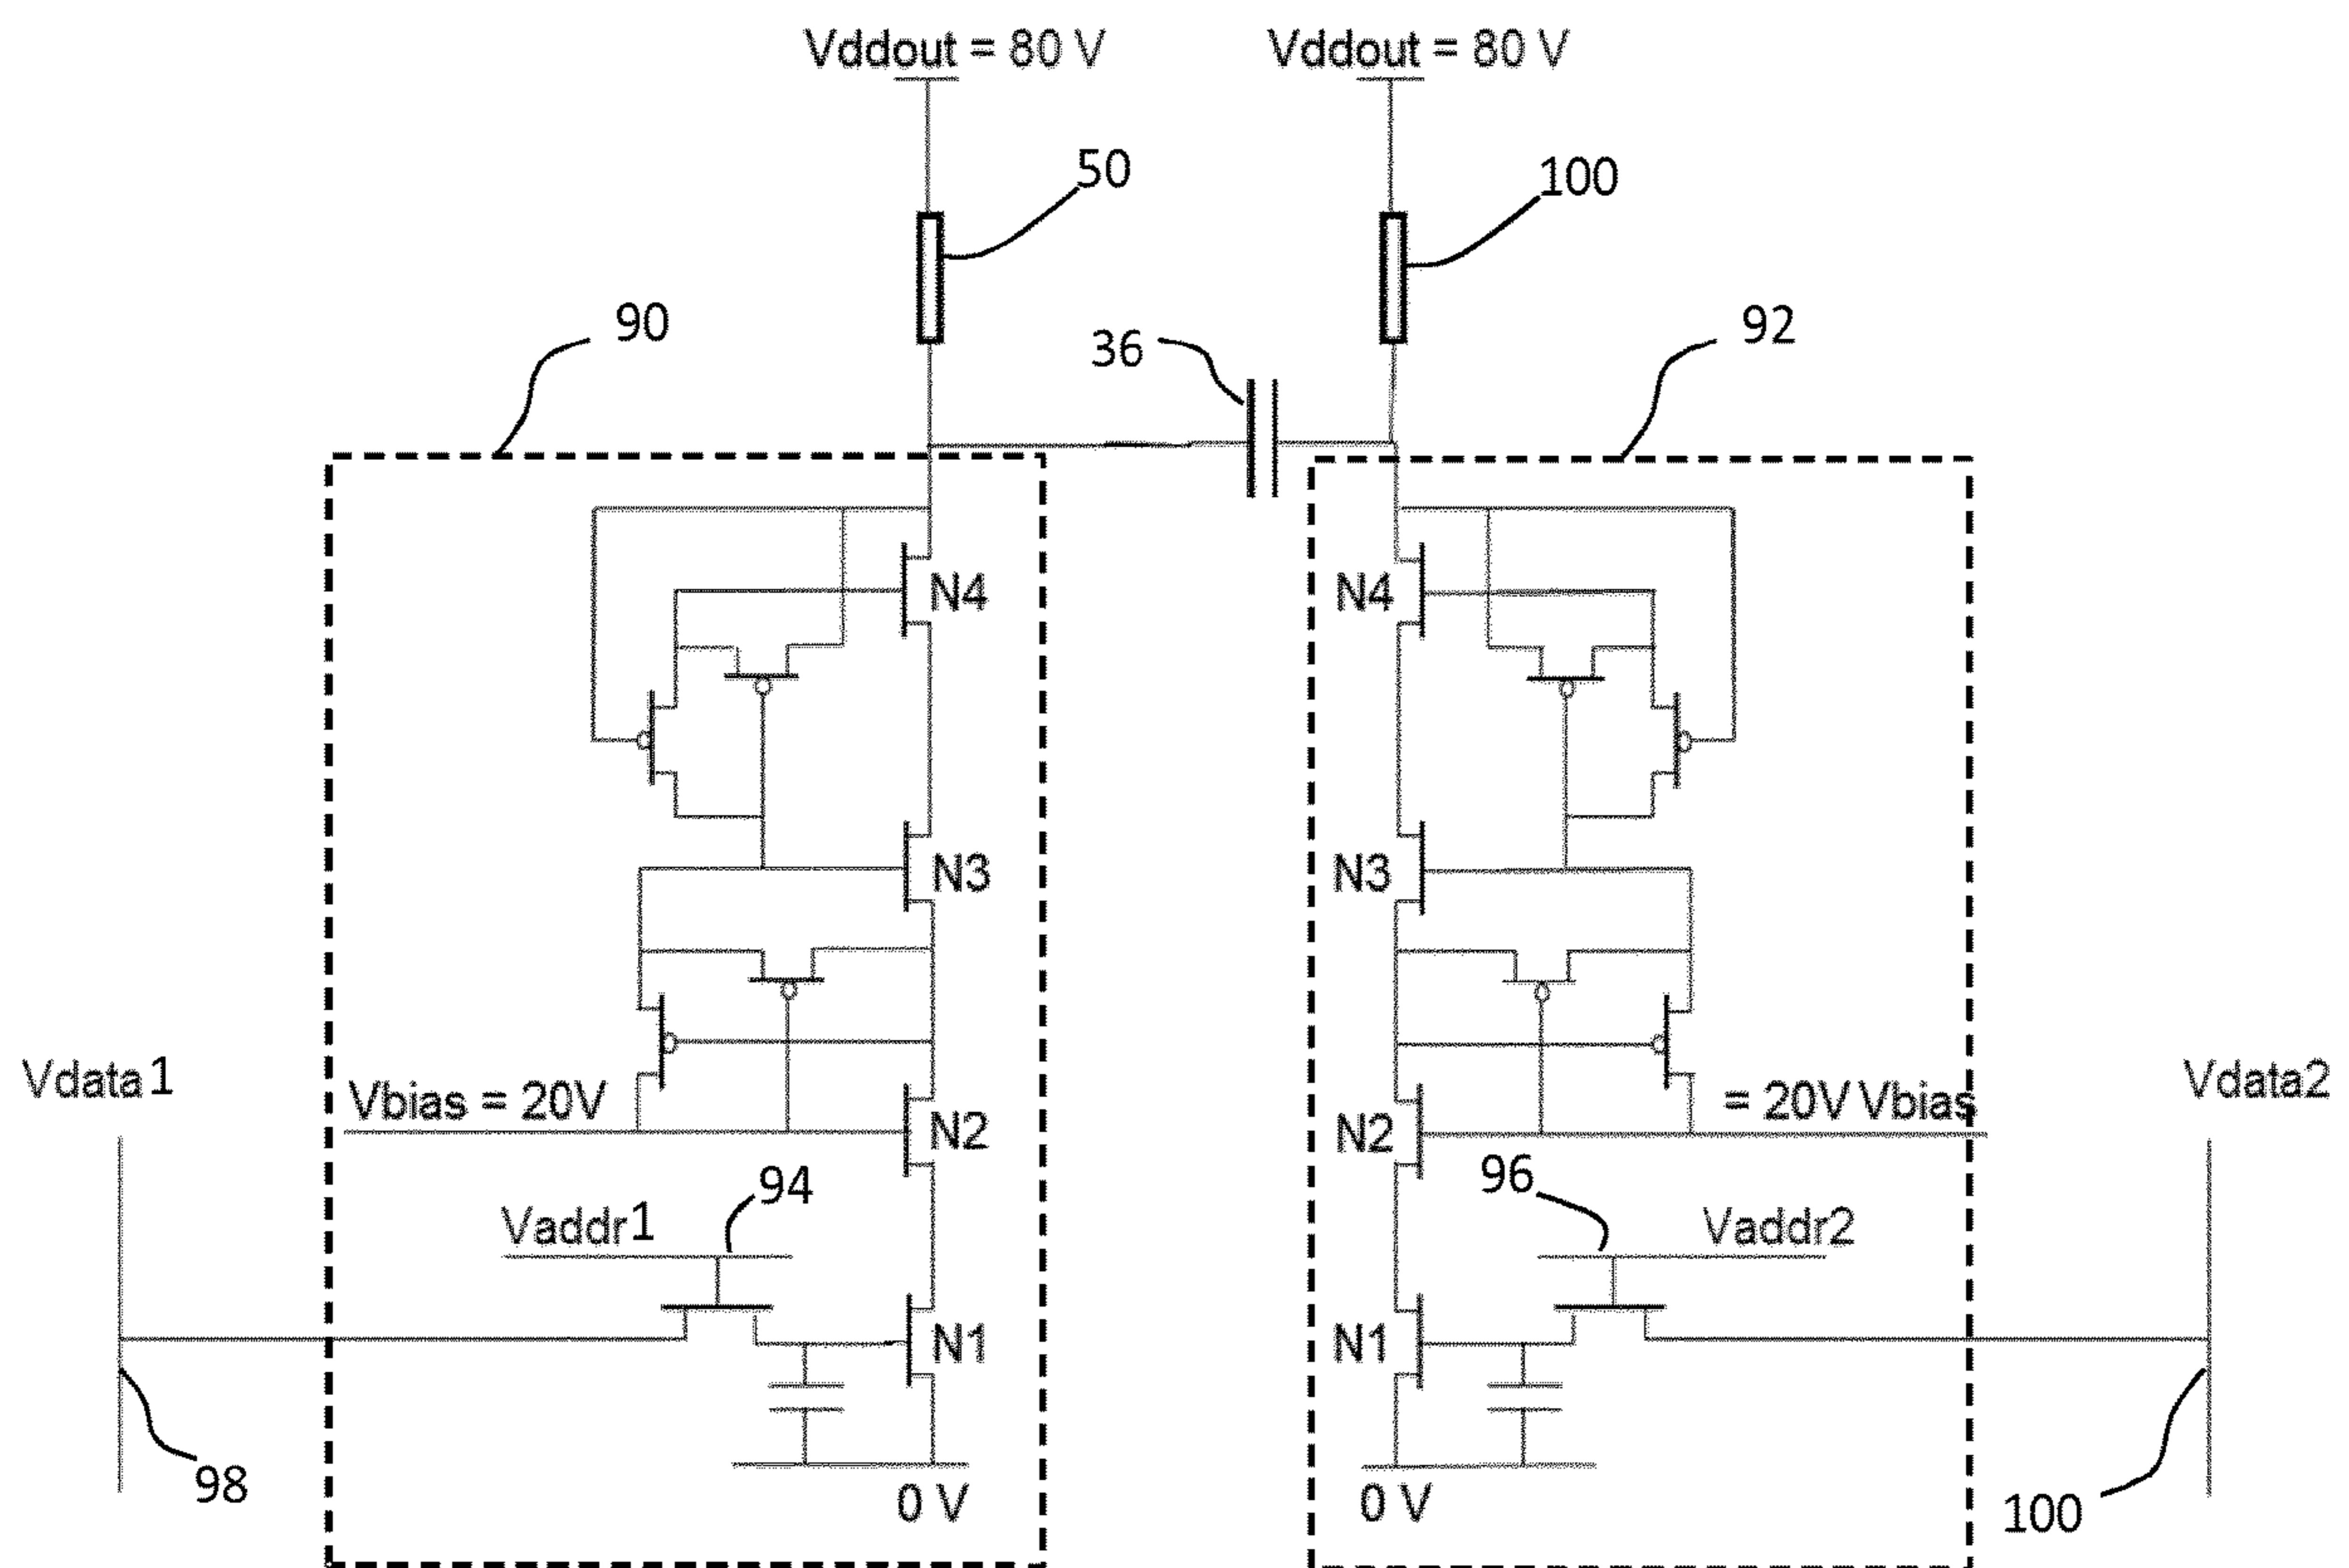 Vddout = 80 V
Vddout = 80 V
50
100
90
36
92
N4
N4
N3
N3
Vdata1
Vbias = 20V
N2
N2
= 20V Vbias
Vdata2
94
96
Vaddr1
Vaddr2
N1
N1
98
0 V
0 V
100